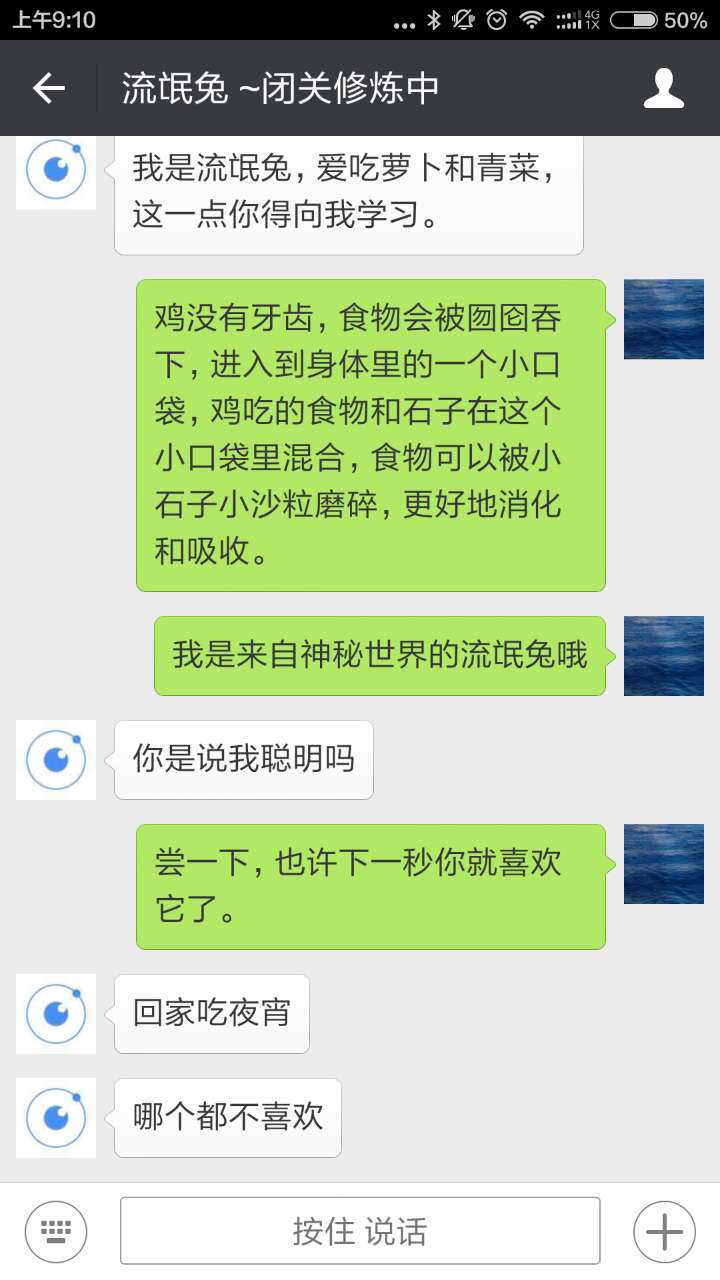 上午9:10
4G
1X
50%
流氓兔 ~闭关修炼中
我是流氓兔，爱吃萝卜和青菜，
这一点你得向我学习。
鸡没有牙齿，食物会被囫囵吞
下，进入到身体里的一个小口
袋，鸡吃的食物和石子在这个
小口袋里混合，食物可以被小
石子小沙粒磨碎，更好地消化
和吸收。
我是来自神秘世界的流氓兔哦
你是说我聪明吗
尝一下，也许下一秒你就喜欢
它了。
回家吃夜宵
哪个都不喜欢
按住 说话